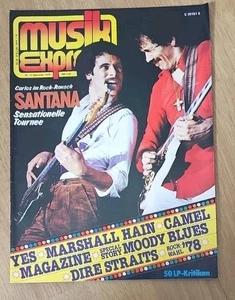 musik
Expre
Carlos im Rock-Rausch
SANTANA
Sensationelle
Tournee
YES MARSHALL HAIN CAMEL
MAGAZINE SPECIAL STORY MOODY BLUES
DIRE STRAITS ROCK-WAHL '78
50 LP-Kritiken